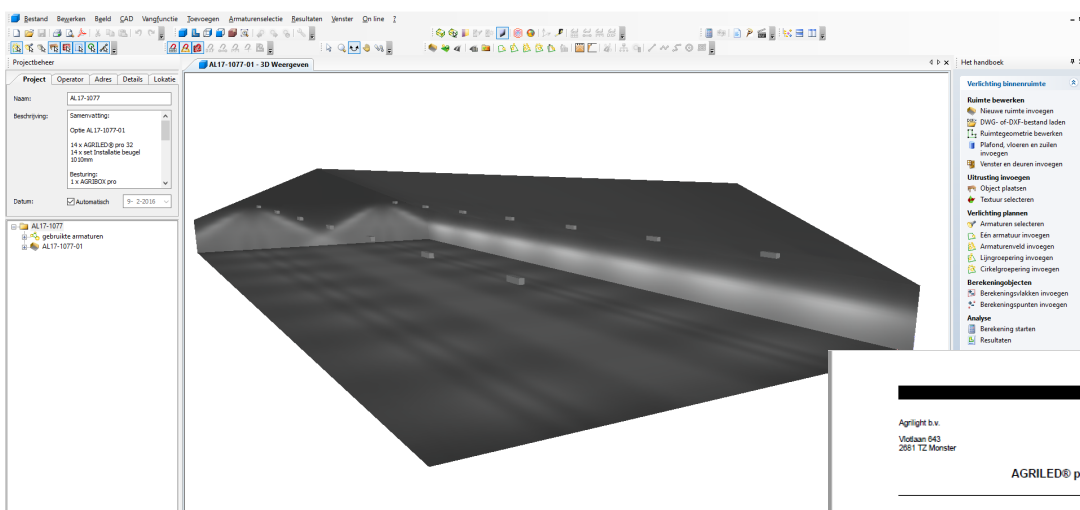 Bestand Bewerken Beeld CAD Vangfunctie Toevoegen Armaturenselectie Resultaten Venster On line ?
Projectbeheer
AL17-1077-01 - 3D Weergeven
Het handboek
Project Operator Adres Details Lokatie
Naam: AL17-1077
Beschrijving: Samenvatting:
Optie AL17-1077-01
14 x AGRILED® pro 32
14 x set Installatie beugel
1010mm
Besturing:
1 x AGRIBOX pro
Datum: Automatisch 9- 2-2016
AL17-1077
gebruikte armaturen
AL17-1077-01
Verlichting binnenruimte
Ruimte bewerken
Nieuwe ruimte invoegen
DWG- of-DXF-bestand laden
Ruimtegeometrie bewerken
Plafond, vloeren en zuilen
invoegen
Venster en deuren invoegen
Uitrusting invoegen
Object plaatsen
Textuur selecteren
Verlichting plannen
Armaturen selecteren
Eén armatuur invoegen
Armaturenveld invoegen
Lijngroepering invoegen
Cirkelgroepering invoegen
Berekeningobjecten
Berekeningsvlakken invoegen
Berekeningspunten invoegen
Analyse
Berekening starten
Resultaten
Agrilight b.v.
Vlotlaan 643
2681 TZ Monster
AGRILED® p